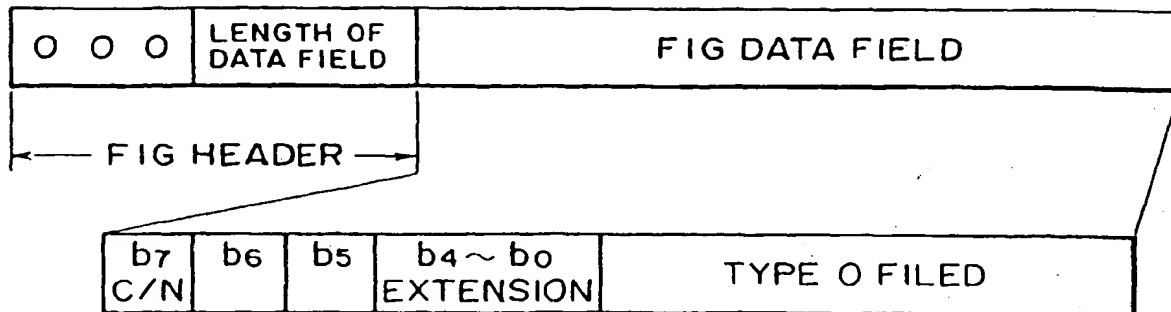 0 0 0
LENGTH OF
DATA FIELD
FIG DATA FIELD
FIG HEADER
b7
C/N
b6
b5
b4~b0
EXTENSION
TYPE 0 FILED